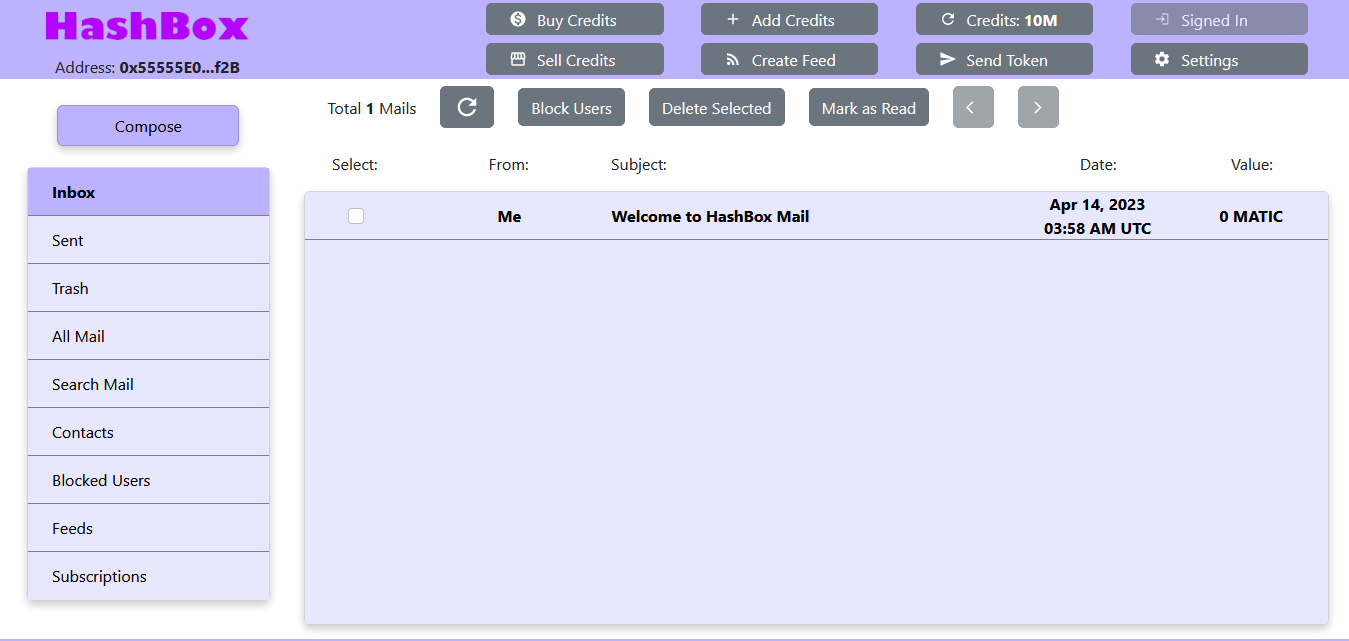 HashBox
Address: 0x55555E0...f2B
Buy Credits
Add Credits
Credits: 10M
Signed In
Sell Credits
Create Feed
Send Token
Settings
Compose
Total 1 Mails
Block Users
Delete Selected
Mark as Read
Inbox
Sent
Trash
All Mail
Search Mail
Contacts
Blocked Users
Feeds
Subscriptions
Select:
From:
Subject:
Date:
Value:
Me
Welcome to HashBox Mail
Apr 14, 2023
03:58 AM UTC
0 MATIC